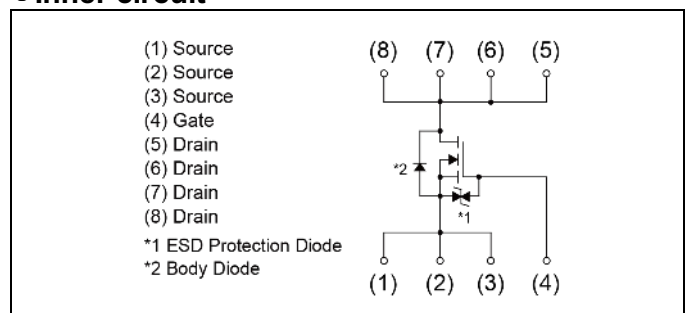 Inner circuit
(1) Source
(2) Source
(3) Source
(4) Gate
(5) Drain
(6) Drain
(7) Drain
(8) Drain
*1 ESD Protection Diode
*2 Body Diode
(8) (7) (6) (5)
*2
*1
(1) (2) (3) (4)